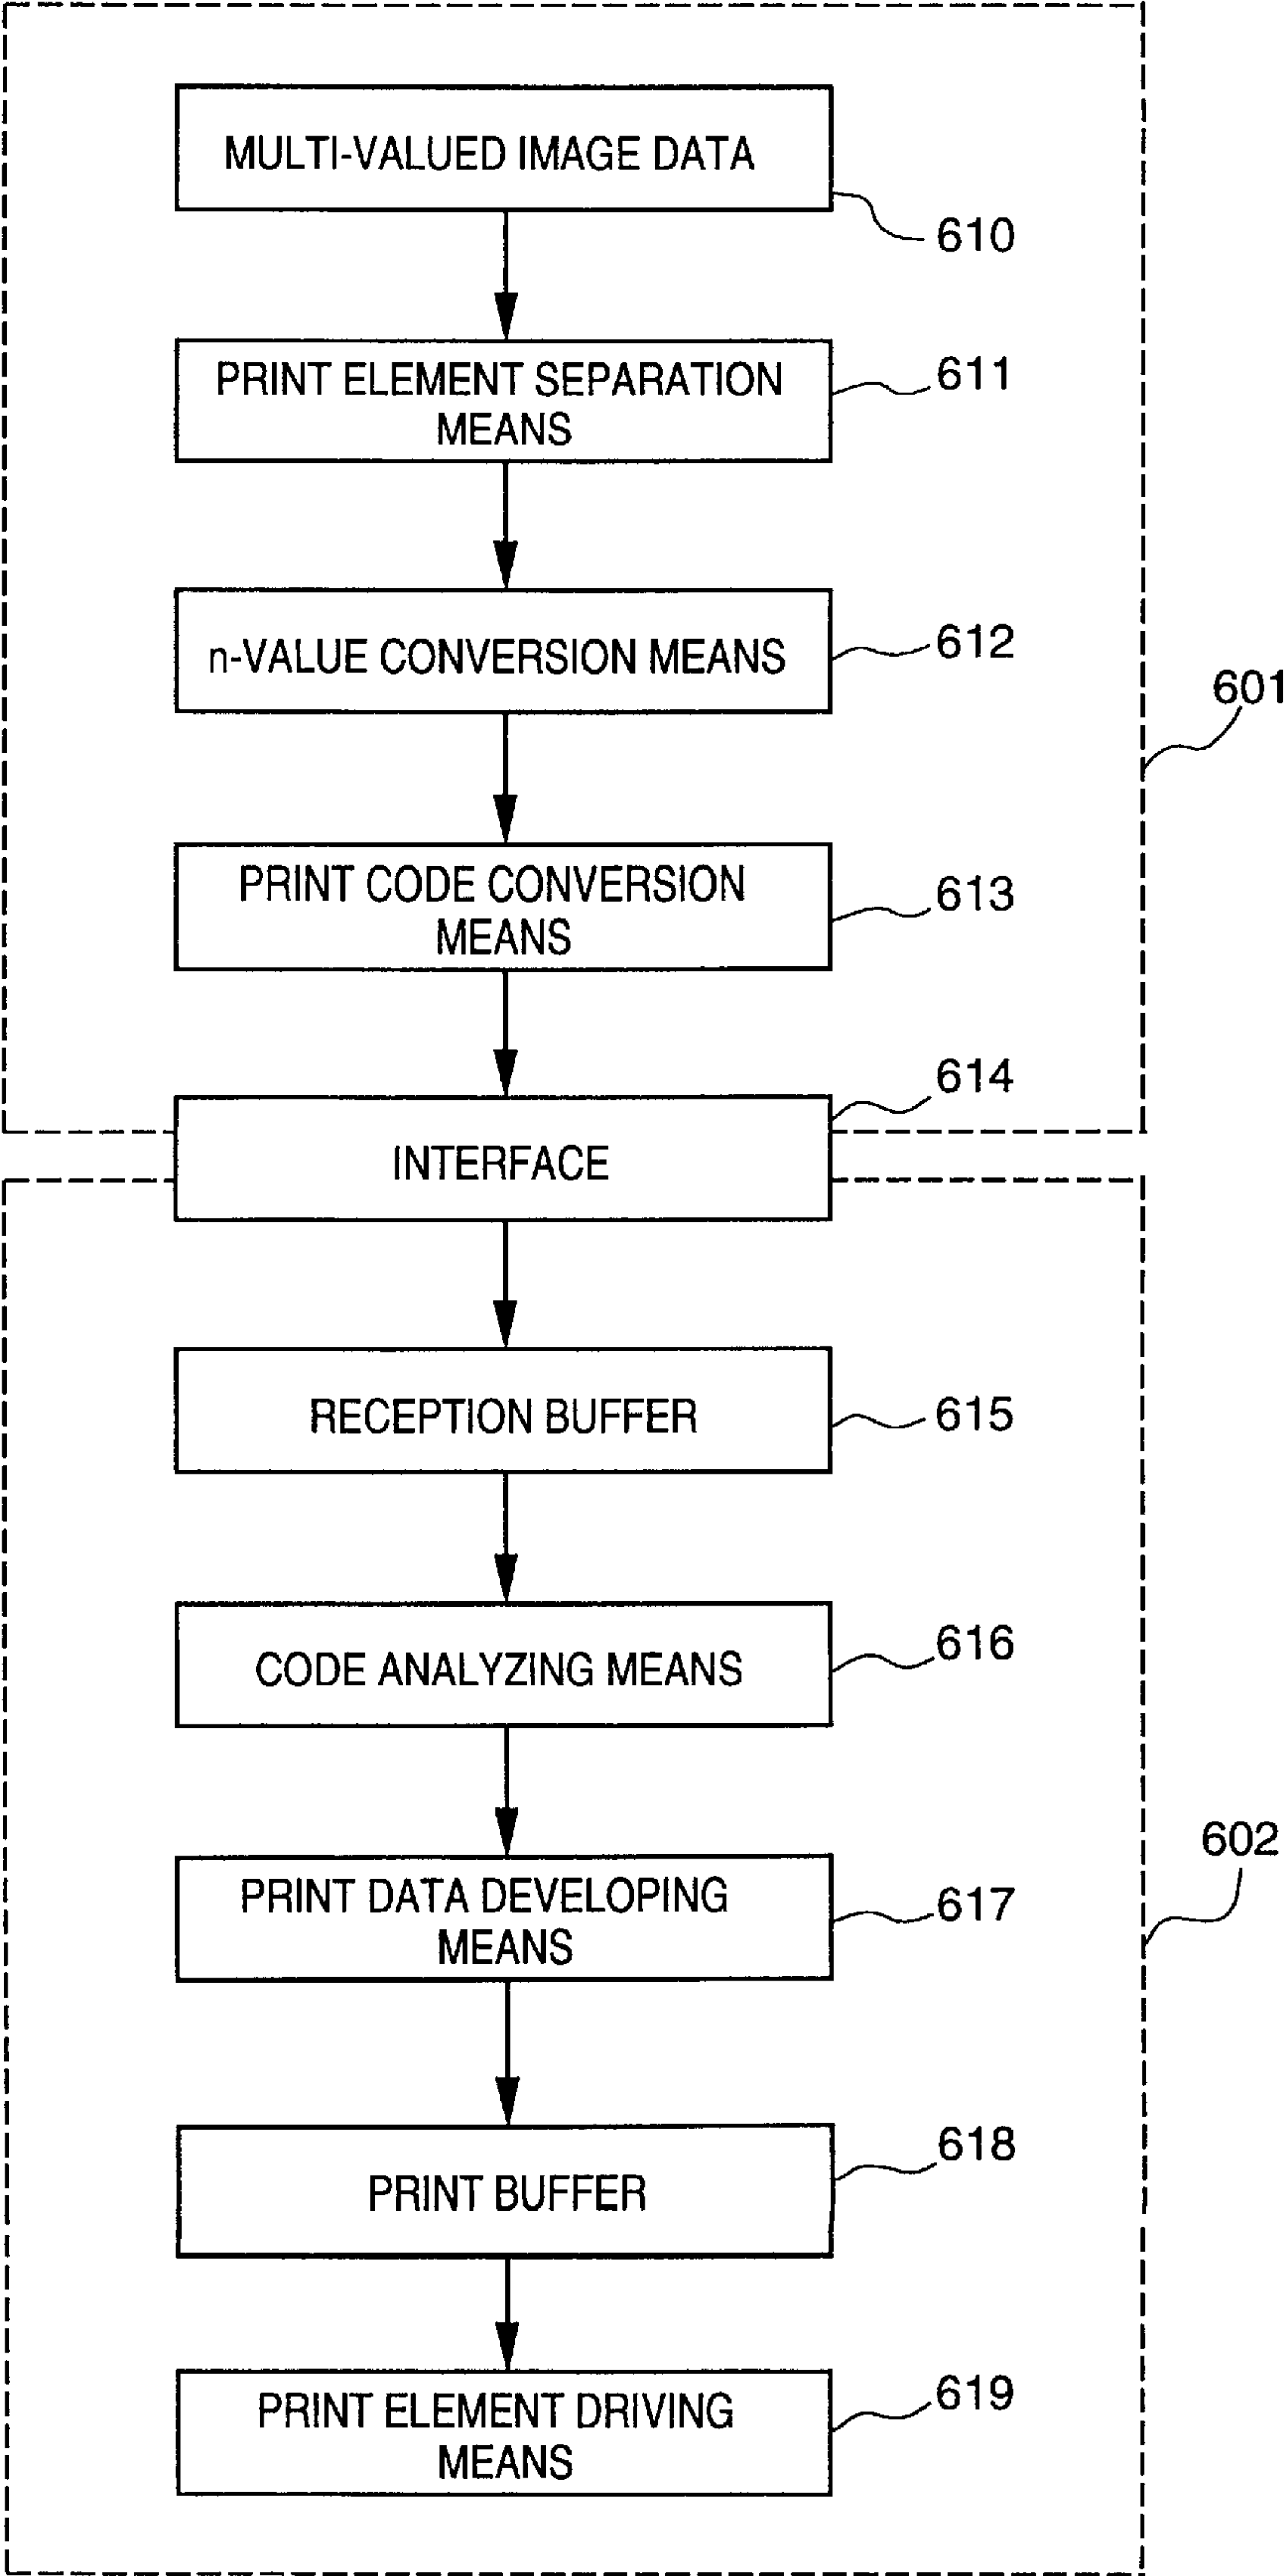 MULTI-VALUED IMAGE DATA
610
PRINT ELEMENT SEPARATION
MEANS
611
n-VALUE CONVERSION MEANS
612
601
PRINT CODE CONVERSION
MEANS
613
614
INTERFACE
RECEPTION BUFFER
615
CODE ANALYZING MEANS
616
602
PRINT DATA DEVELOPING
MEANS
617
PRINT BUFFER
618
PRINT ELEMENT DRIVING
MEANS
619